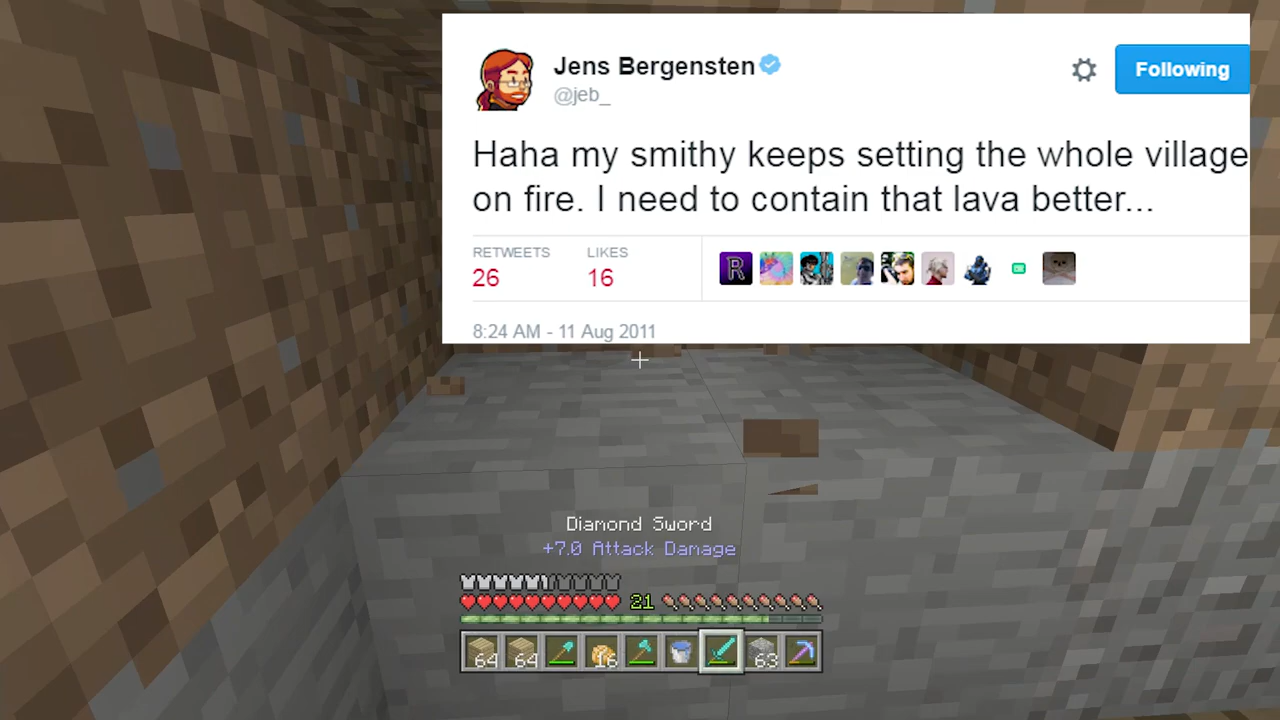 Jens Bergensten
Following
@jeb_
Haha my smithy keeps setting the whole village
on fire. I need to contain that lava better...
RETWEETS LIKES
26 16
R
8:24 AM - 11 Aug 2011
Diamond Sword
+7.0 Attack Damage
21
64 64 16 63